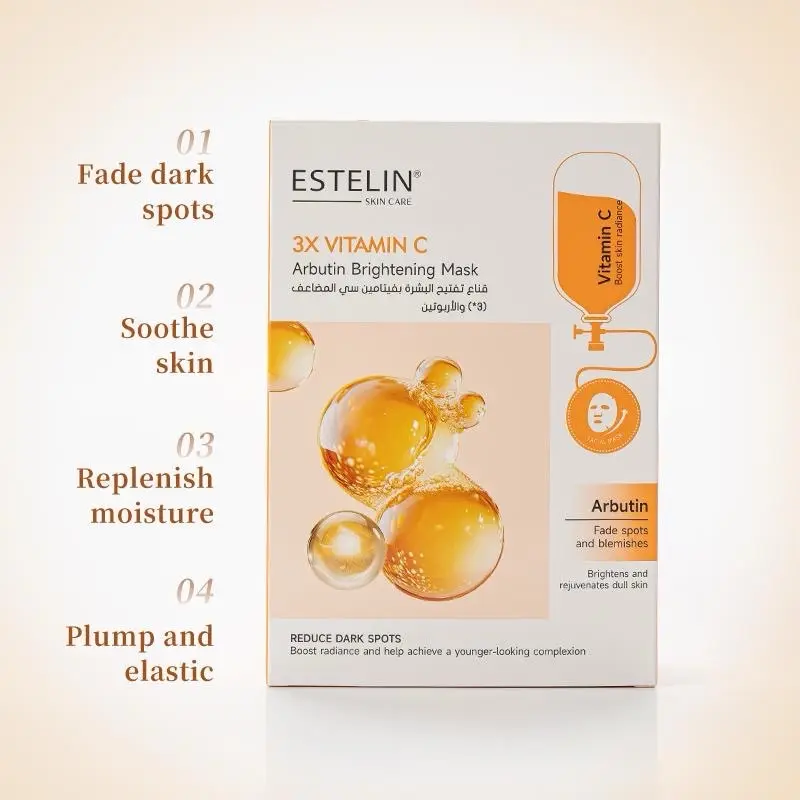 01
Fade dark
spots
02
Soothe
skin
03
Replenish
moisture
04
Plump and
elastic
ESTELIN®
SKIN CARE
3X VITAMIN C
Arbutin Brightening Mask
قناع تفتيح البشرة بفيتامين سي المضاعف
(3*) والأربوتين
Vitamin C
Boost skin radiance
FACIAL MASK
Arbutin
Fade spots
and blemishes
Brightens and
rejuvenates dull skin
REDUCE DARK SPOTS
Boost radiance and help achieve a younger-looking complexion